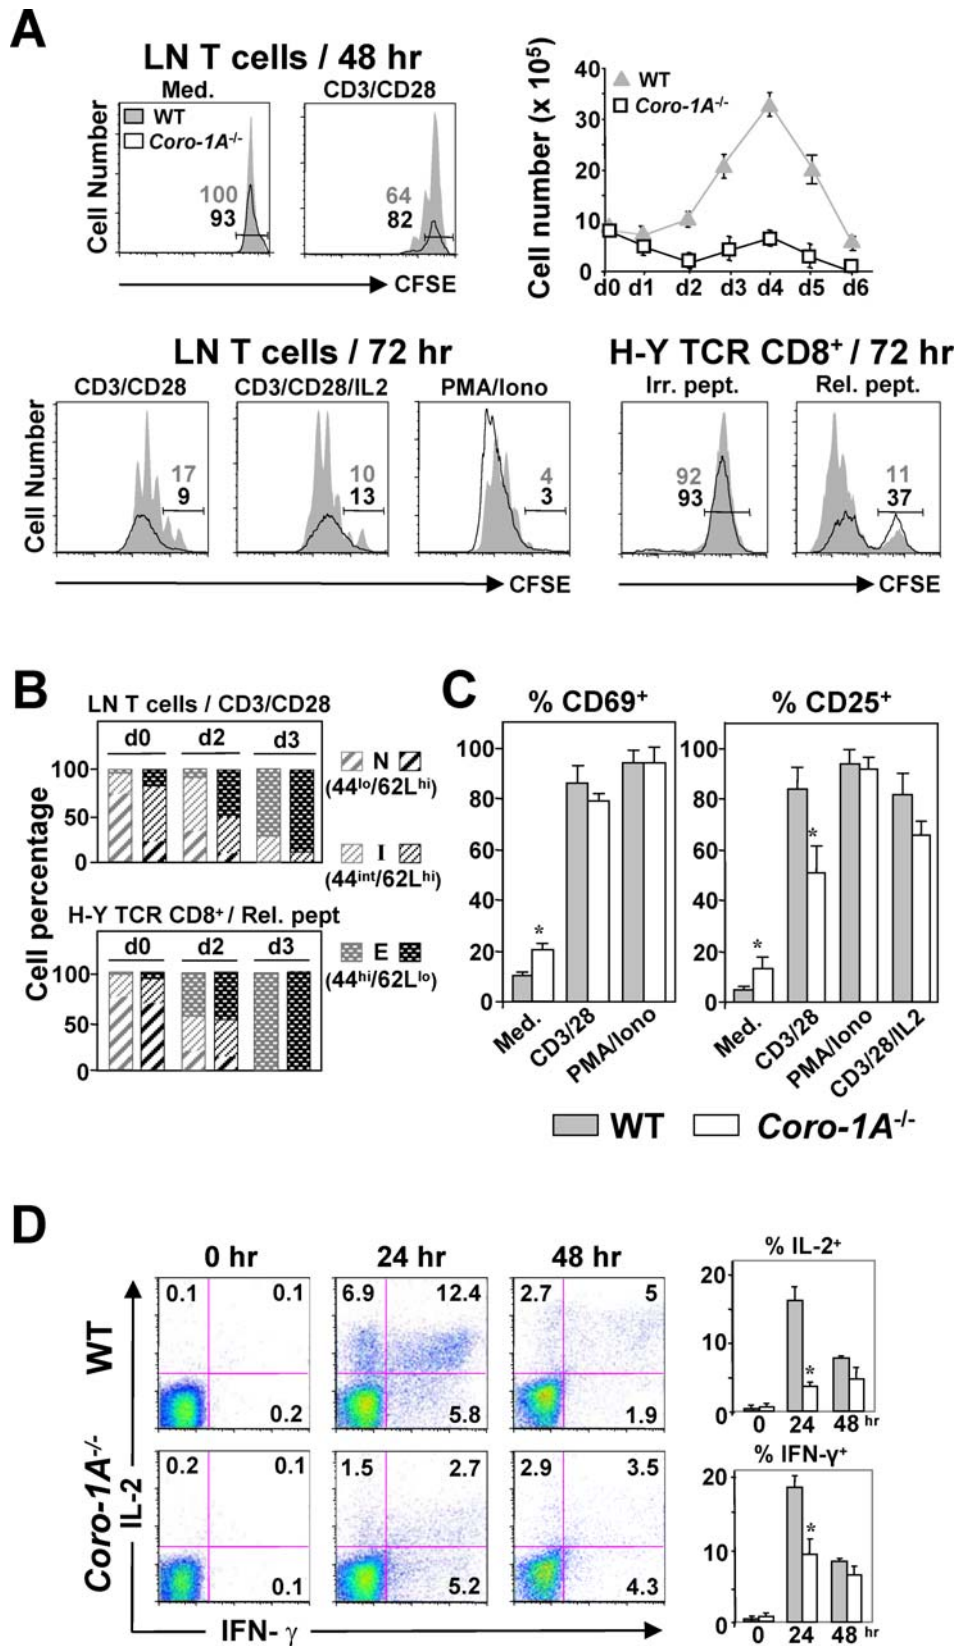 A
LN T cells / 48 hr
Med.
CD3/CD28
WT
Coro-1A-/-
100
93
64
82
Cell Number
CFSE
Cell number (x 10⁵)
WT
Coro-1A-/-
40
30
20
10
0
d0 d1 d2 d3 d4 d5 d6
LN T cells / 72 hr
H-Y TCR CD8+ / 72 hr
CD3/CD28
CD3/CD28/IL2
PMA/Iono
Irr. pept.
Rel. pept.
Cell Number
17
9
10
13
4
3
92
93
11
37
CFSE
CFSE
B
LN T cells / CD3/CD28
d0 d2 d3
100
50
0
N
(44lo/62Lhi)
I
(44int/62Lhi)
E
(44hi/62Llo)
H-Y TCR CD8+ / Rel. pept
d0 d2 d3
100
50
0
Cell percentage
C
% CD69+
100
80
60
40
20
0
*
Med.
CD3/28
PMA/Iono
% CD25+
100
80
60
40
20
0
*
*
Med.
CD3/28
PMA/Iono
CD3/28/IL2
WT
Coro-1A-/-
D
0 hr
24 hr
48 hr
WT
0.1 0.1
0.2
6.9 12.4
5.8
2.7 5
1.9
Coro-1A-/-
IL-2
0.2 0.1
0.1
1.5 2.7
5.2
2.9 3.5
4.3
IFN- γ
% IL-2+
20
10
0
*
0 24 48 hr
% IFN-γ+
20
10
0
*
0 24 48 hr